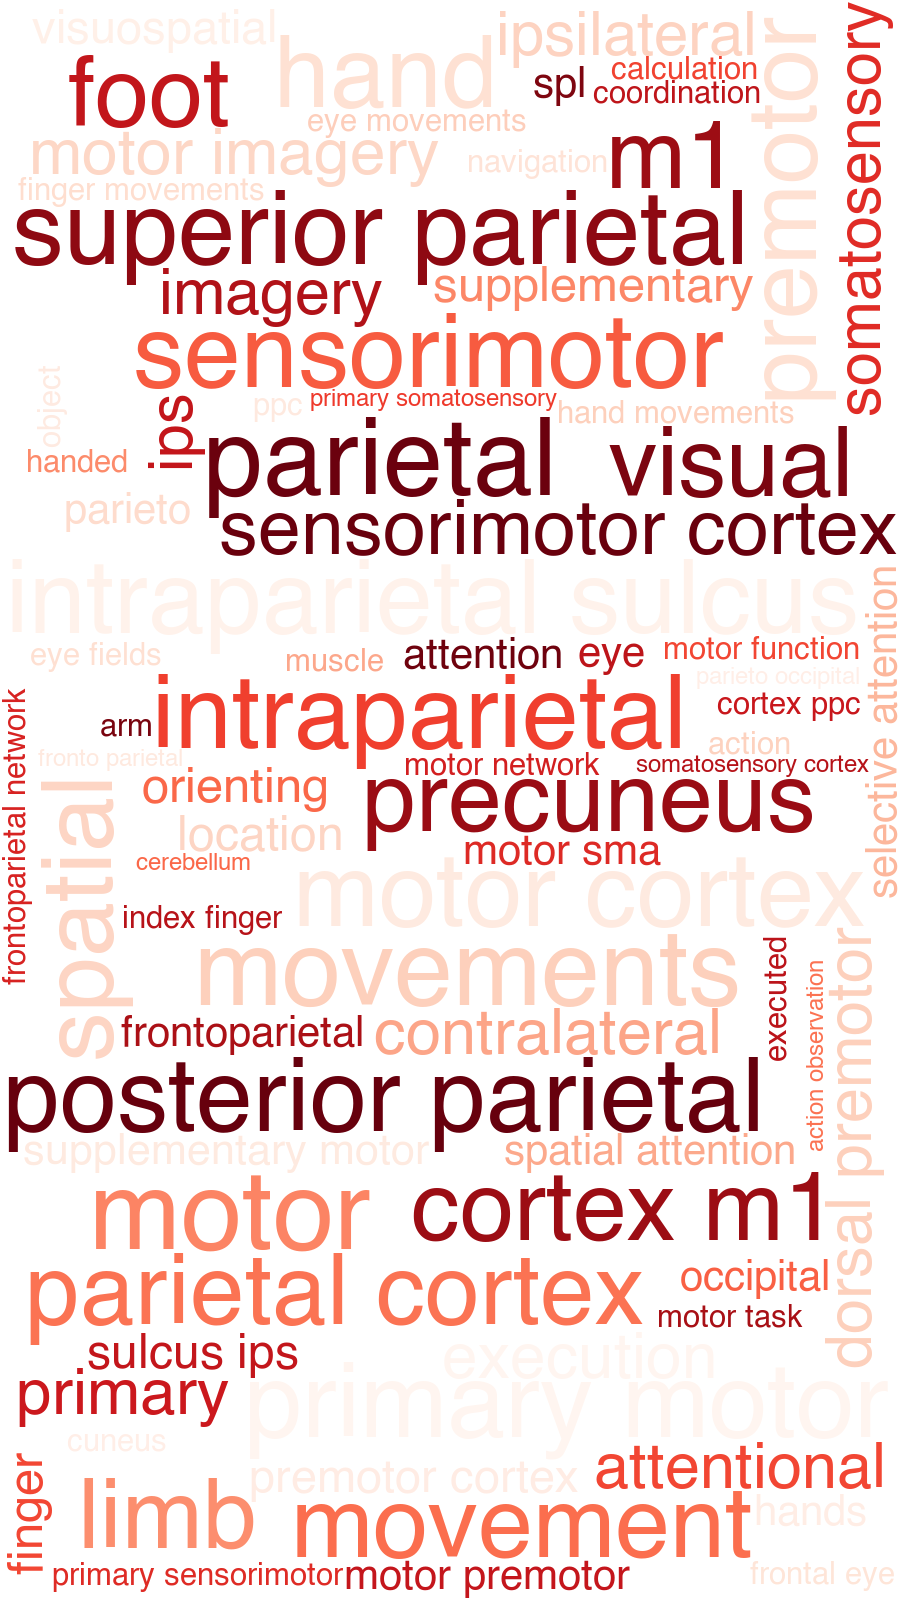 visuospatial
hand
ipsilateral
premotor
somatosensory
foot
spl
calculation
coordination
eye movements
motor imagery
navigation
m1
finger movements
superior parietal
imagery
supplementary
sensorimotor
object
ips
ppc
primary somatosensory
hand movements
handed
parietal
visual
parieto
sensorimotor cortex
intraparietal sulcus
selective attention
eye fields
muscle
attention
eye
motor function
parieto occipital
intraparietal
cortex ppc
frontoparietal network
arm
action
fronto parietal
motor network
somatosensory cortex
orienting
precuneus
spatial
location
motor sma
cerebellum
motor cortex
index finger
movements
executed
action observation
dorsal premotor
frontoparietal
contralateral
posterior parietal
supplementary motor
spatial attention
motor
cortex m1
parietal cortex
occipital
motor task
sulcus ips
execution
primary
primary motor
cuneus
finger
premotor cortex
attentional
limb
movement
hands
primary sensorimotor
motor premotor
frontal eye